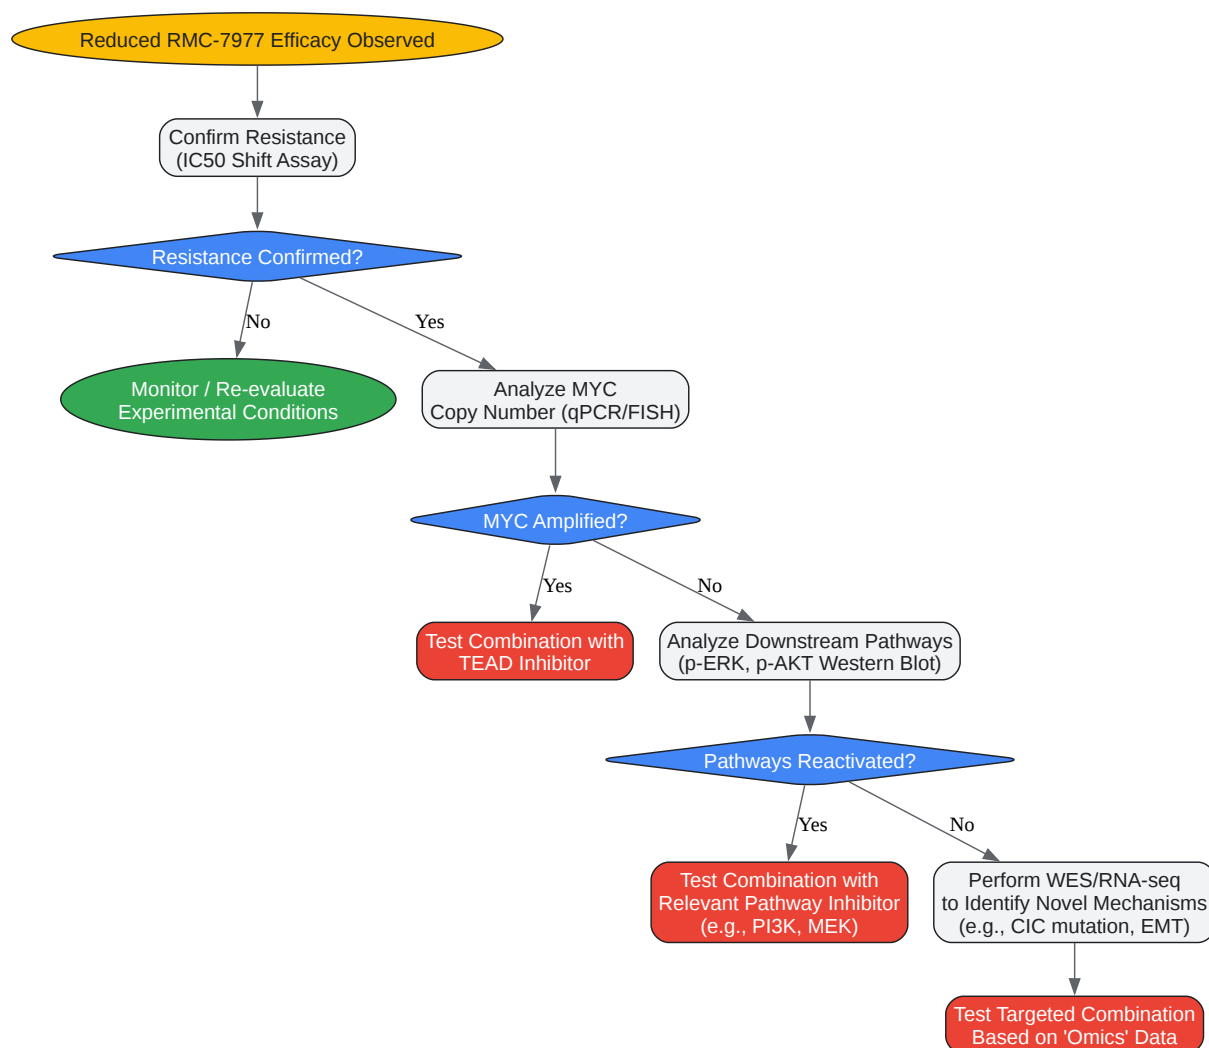 Reduced RMC-7977 Efficacy Observed
Confirm Resistance
(IC50 Shift Assay)
Resistance Confirmed?
No
Yes
Monitor / Re-evaluate
Experimental Conditions
Analyze MYC
Copy Number (qPCR/FISH)
MYC Amplified?
Yes
No
Test Combination with
TEAD Inhibitor
Analyze Downstream Pathways
(p-ERK, p-AKT Western Blot)
Pathways Reactivated?
Yes
No
Test Combination with
Relevant Pathway Inhibitor
(e.g., PI3K, MEK)
Perform WES/RNA-seq
to Identify Novel Mechanisms
(e.g., CIC mutation, EMT)
Test Targeted Combination
Based on 'Omics' Data